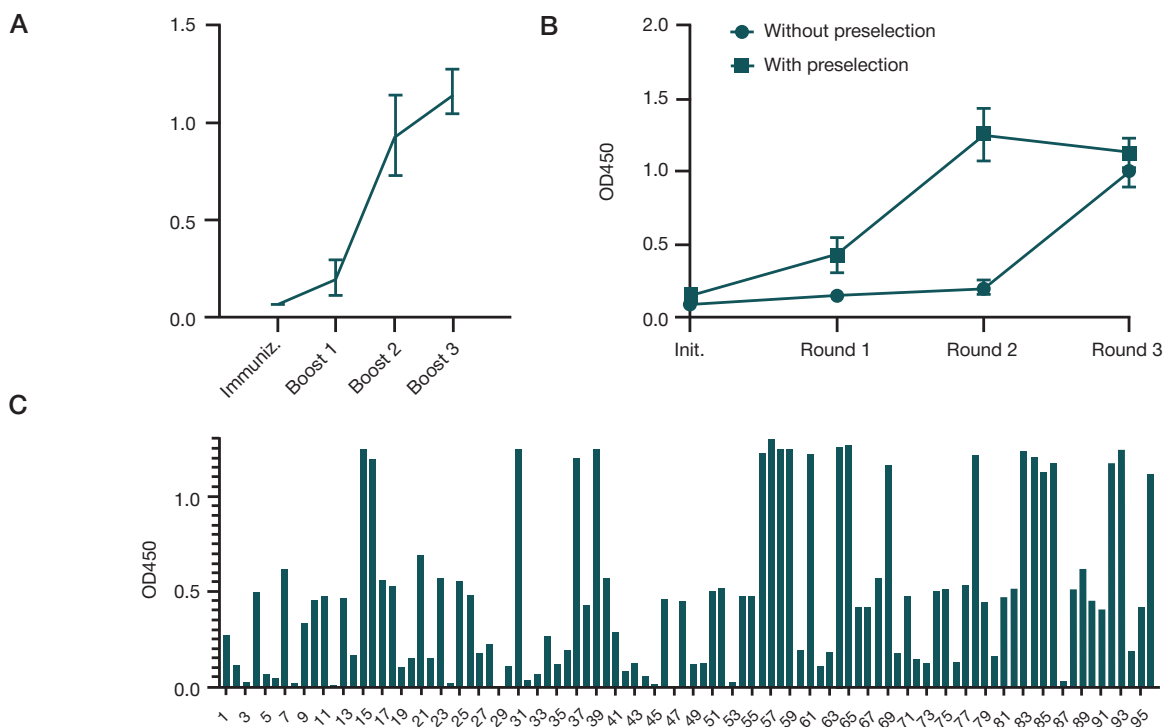 A
1.5
1.0
0.5
0.0
Immuniz.
Boost 1
Boost 2
Boost 3
B
Without preselection
With preselection
OD450
2.0
1.5
1.0
0.5
0.0
Init.
Round 1
Round 2
Round 3
C
OD450
1.0
0.5
0.0
1 3 5 7 9 11 13 15 17 19 21 23 25 27 29 31 33 35 37 39 41 43 45 47 49 51 53 55 57 59 61 63 65 67 69 71 73 75 77 79 81 83 85 87 89 91 93 95